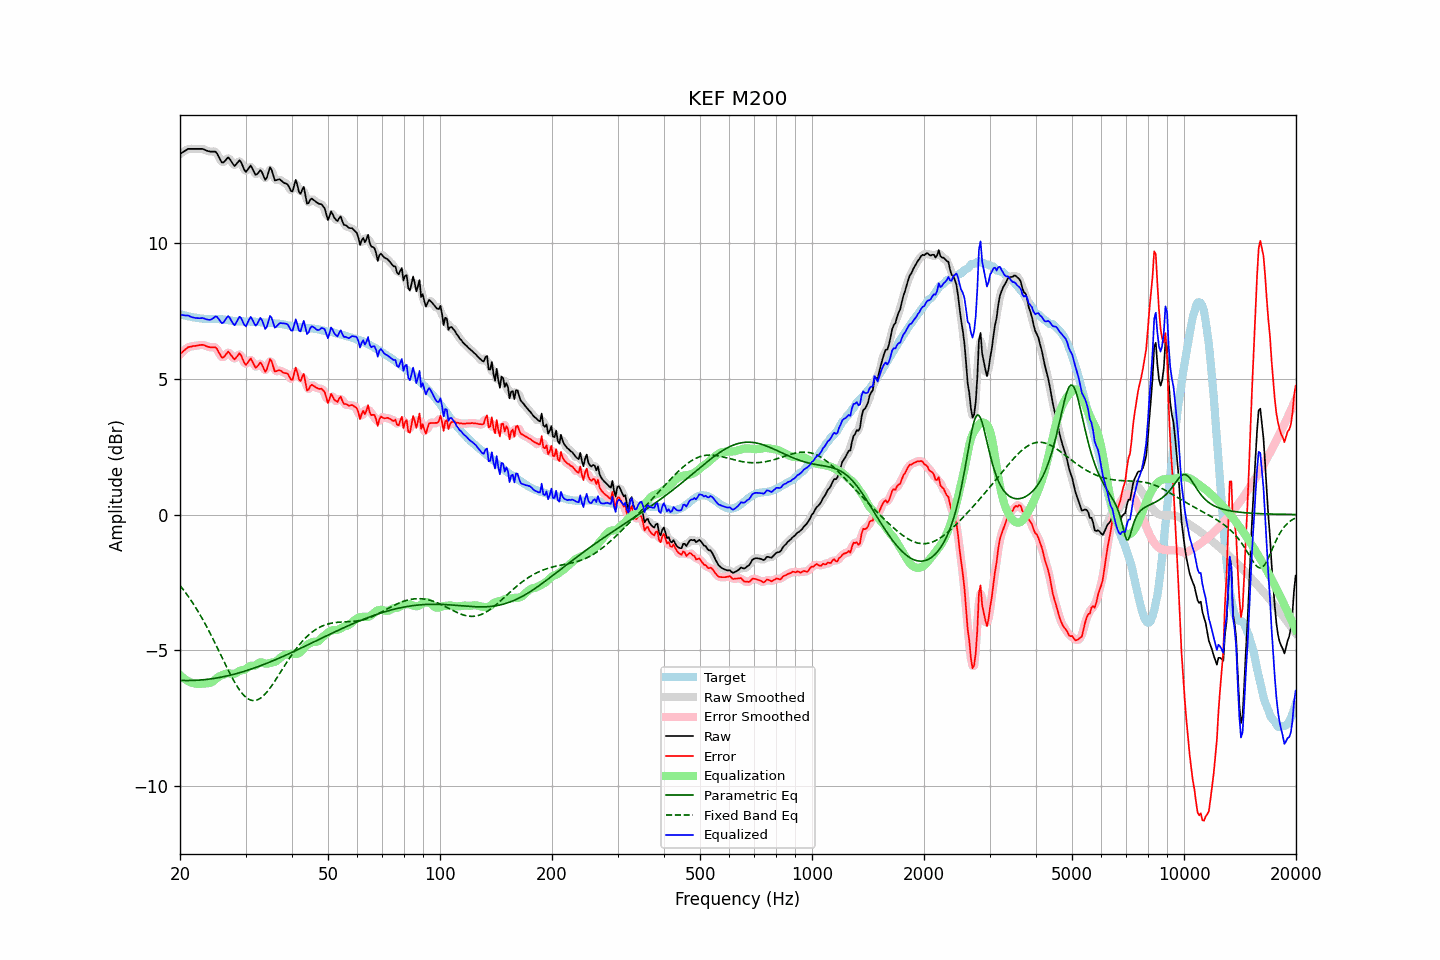 KEF M200
Amplitude (dBr)
10
5
0
−5
−10
Target
Raw Smoothed
Error Smoothed
Raw
Error
Equalization
Parametric Eq
Fixed Band Eq
Equalized
20
50
100
200
500
1000
2000
5000
10000
20000
Frequency (Hz)